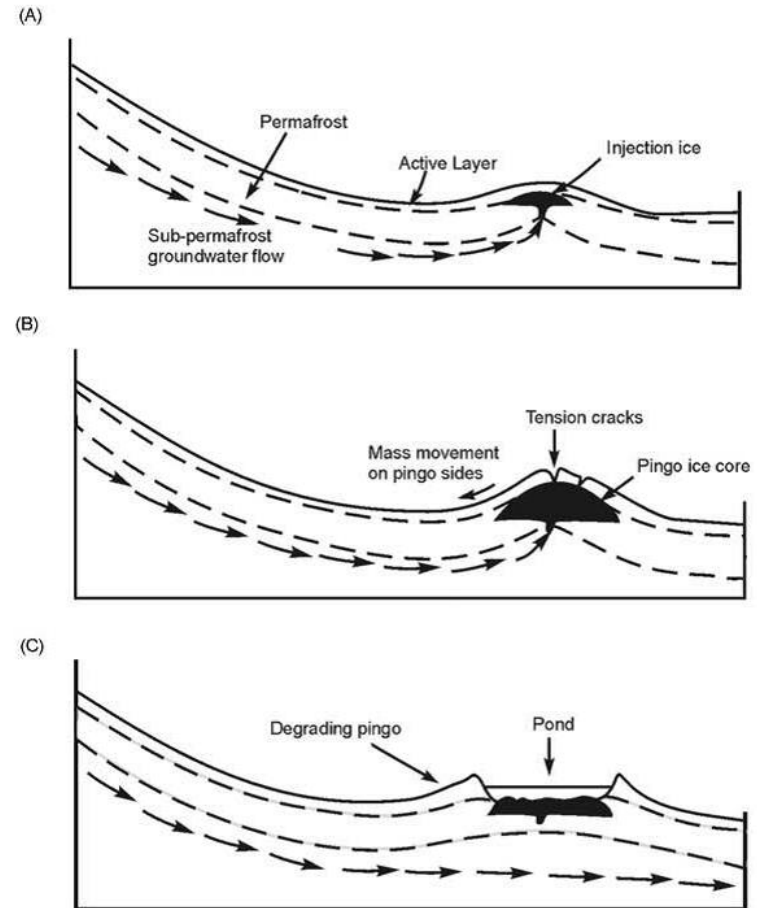 (A)
Permafrost
Injection ice
Active Layer
Sub-permafrost
groundwater flow
(B)
Tension cracks
Mass movement
on pingo sides
Pingo ice core
(C)
Degrading pingo
Pond